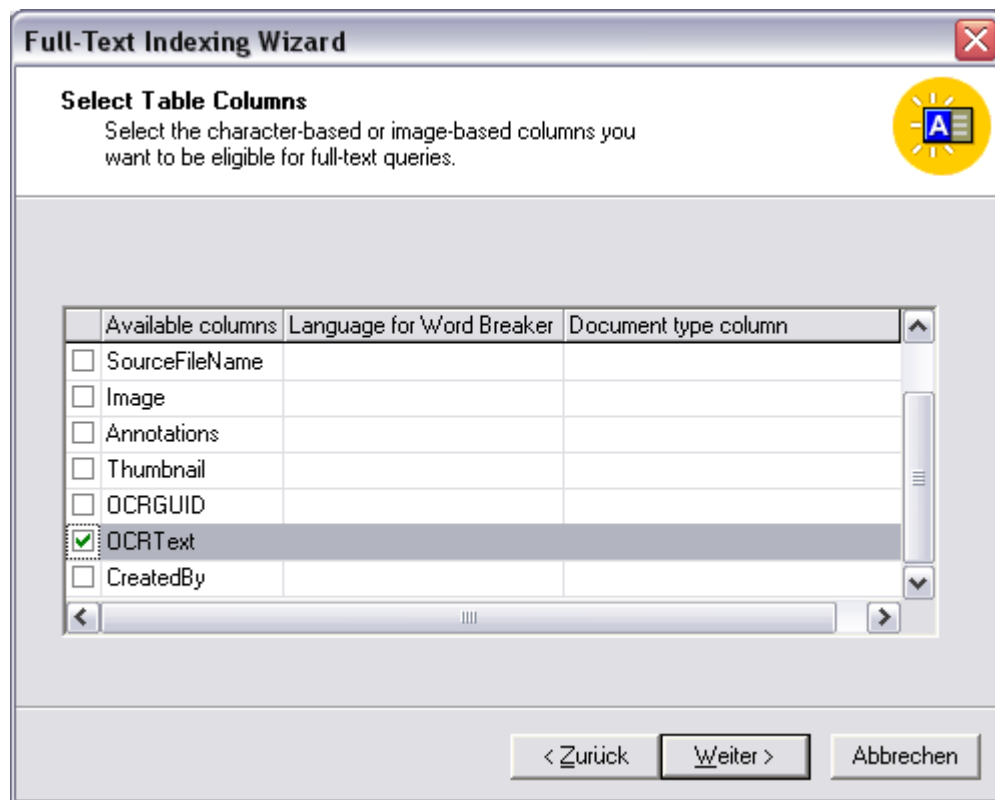 Full-Text Indexing Wizard
Select Table Columns
Select the character-based or image-based columns you
want to be eligible for full-text queries.
A
Available columns Language for Word Breaker Document type column
SourceFileName
Image
Annotations
Thumbnail
OCRGUID
OCRText
CreatedBy
< Zurück Weiter > Abbrechen